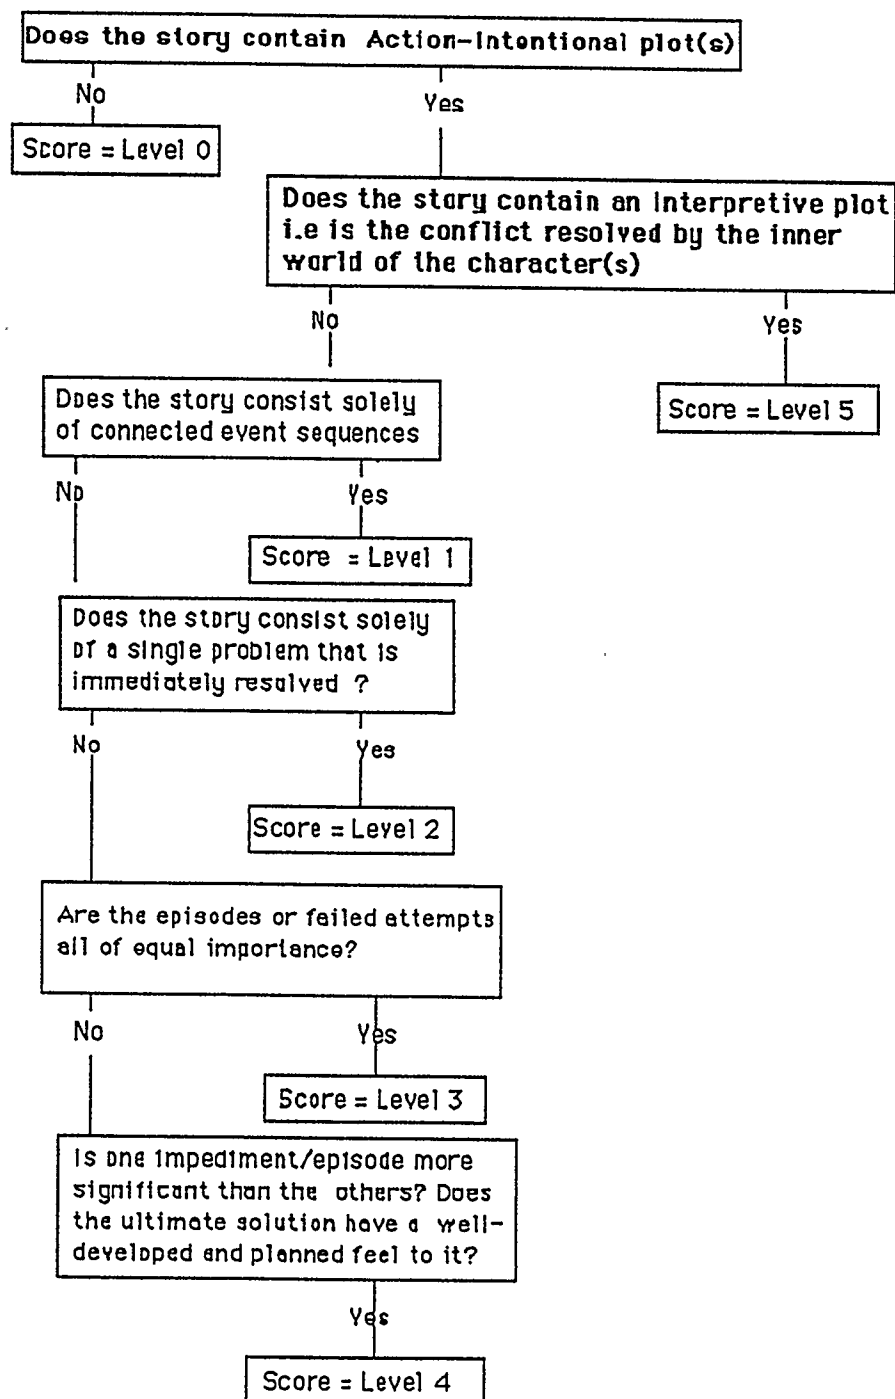 Does the story contain Action-Intentional plot(s)
No
Yes
Score = Level 0
Does the story contain an Interpretive plot
i.e is the conflict resolved by the inner
world of the character(s)
No
Yes
Does the story consist solely
of connected event sequences
Score = Level 5
No
Yes
Score = Level 1
Does the story consist solely
of a single problem that is
immediately resolved ?
No
Yes
Score = Level 2
Are the episodes or failed attempts
all of equal importance?
No
Yes
Score = Level 3
Is one impediment/episode more
significant than the others? Does
the ultimate solution have a well-
developed and planned feel to it?
Yes
Score = Level 4